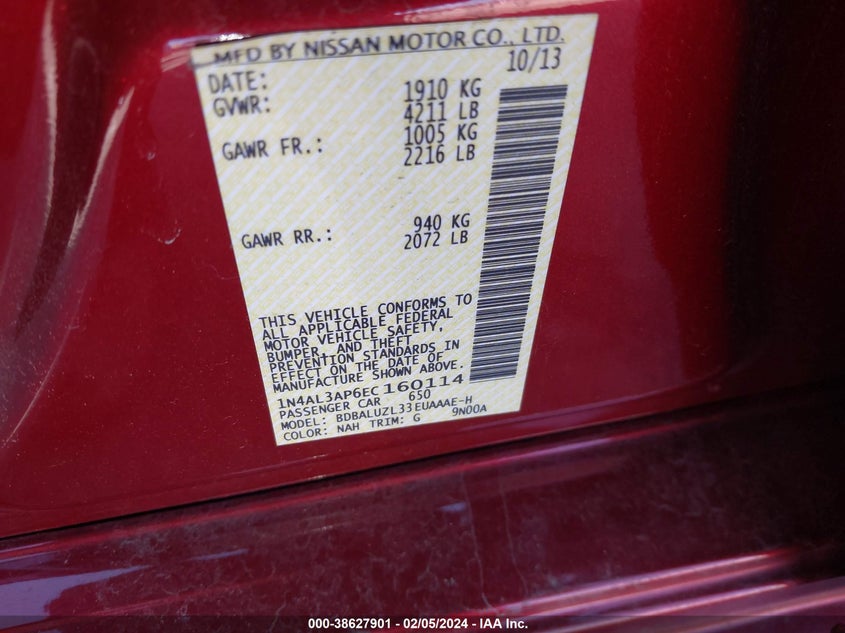 MFD BY NISSAN MOTOR CO., LTD.
DATE: 10/13
GVWR: 1910 KG
4211 LB
GAWR FR.: 1005 KG
2216 LB
GAWR RR.: 940 KG
2072 LB
THIS VEHICLE CONFORMS TO
ALL APPLICABLE FEDERAL
MOTOR VEHICLE SAFETY,
BUMPER, AND THEFT
PREVENTION STANDARDS IN
EFFECT ON THE DATE OF
MANUFACTURE SHOWN ABOVE.
1N4AL3AP6EC160114
PASSENGER CAR 650
MODEL: BDBALUZL33EUAAAE-H
COLOR: NAH TRIM: G 9N00A
000-38627901 - 02/05/2024 - IAA Inc.